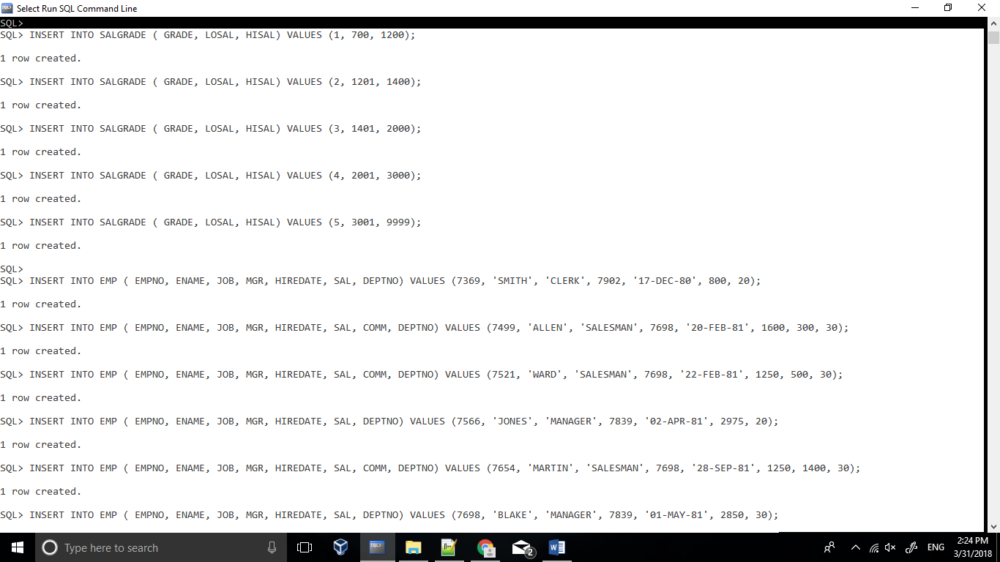 Select Run SQL Command Line
SQL>
SQL> INSERT INTO SALGRADE ( GRADE, LOSAL, HISAL) VALUES (1, 700, 1200);
1 row created.
SQL> INSERT INTO SALGRADE ( GRADE, LOSAL, HISAL) VALUES (2, 1201, 1400);
1 row created.
SQL> INSERT INTO SALGRADE ( GRADE, LOSAL, HISAL) VALUES (3, 1401, 2000);
1 row created.
SQL> INSERT INTO SALGRADE ( GRADE, LOSAL, HISAL) VALUES (4, 2001, 3000);
1 row created.
SQL> INSERT INTO SALGRADE ( GRADE, LOSAL, HISAL) VALUES (5, 3001, 9999);
1 row created.
SQL>
SQL> INSERT INTO EMP ( EMPNO, ENAME, JOB, MGR, HIREDATE, SAL, DEPTNO) VALUES (7369, 'SMITH', 'CLERK', 7902, '17-DEC-80', 800, 20);
1 row created.
SQL> INSERT INTO EMP ( EMPNO, ENAME, JOB, MGR, HIREDATE, SAL, COMM, DEPTNO) VALUES (7499, 'ALLEN', 'SALESMAN', 7698, '20-FEB-81', 1600, 300, 30);
1 row created.
SQL> INSERT INTO EMP ( EMPNO, ENAME, JOB, MGR, HIREDATE, SAL, COMM, DEPTNO) VALUES (7521, 'WARD', 'SALESMAN', 7698, '22-FEB-81', 1250, 500, 30);
1 row created.
SQL> INSERT INTO EMP ( EMPNO, ENAME, JOB, MGR, HIREDATE, SAL, DEPTNO) VALUES (7566, 'JONES', 'MANAGER', 7839, '02-APR-81', 2975, 20);
1 row created.
SQL> INSERT INTO EMP ( EMPNO, ENAME, JOB, MGR, HIREDATE, SAL, COMM, DEPTNO) VALUES (7654, 'MARTIN', 'SALESMAN', 7698, '28-SEP-81', 1250, 1400, 30);
1 row created.
SQL> INSERT INTO EMP ( EMPNO, ENAME, JOB, MGR, HIREDATE, SAL, DEPTNO) VALUES (7698, 'BLAKE', 'MANAGER', 7839, '01-MAY-81', 2850, 30);
Type here to search
2
ENG
2:24 PM
3/31/2018